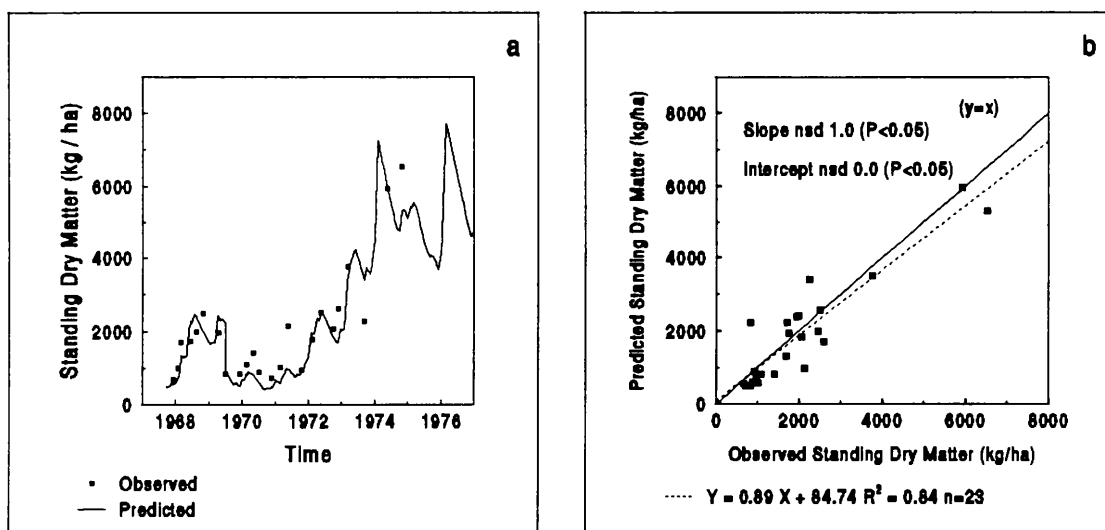 a
Standing Dry Matter (kg / ha)
8000
6000
4000
2000
0
1968 1970 1972 1974 1976
Time
Observed
Predicted
b
Predicted Standing Dry Matter (kg/ha)
8000
6000
4000
2000
0
(y=x)
Slope nsd 1.0 (P<0.05)
Intercept nsd 0.0 (P<0.05)
0 2000 4000 6000 8000
Observed Standing Dry Matter (kg/ha)
Y = 0.89 X + 84.74 R² = 0.84 n=23